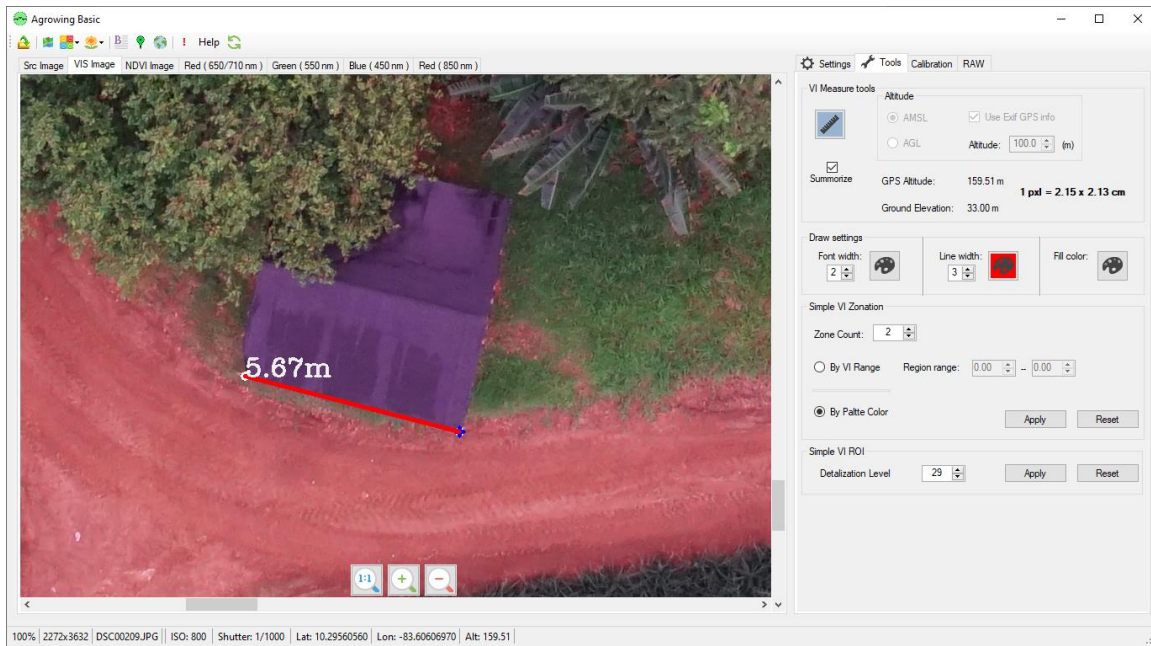 Agrowing Basic
B ! Help
Src Image VIS Image NDVI Image Red ( 650/710 nm ) Green ( 550 nm ) Blue ( 450 nm ) Red ( 850 nm )
5.67m
1:1
Settings Tools Calibration RAW
VI Measure tools
Altitude
AMSL Use Exif GPS info
AGL Altitude: 100.0 (m)
Summorize
GPS Altitude: 159.51 m
1 pxl = 2.15 x 2.13 cm
Ground Elevation: 33.00 m
Draw settings
Font width: 2 Line width: 3 Fill color:
Simple VI Zonation
Zone Count: 2
By VI Range Region range: 0.00 .. 0.00
By Paltte Color Apply Reset
Simple VI ROI
Detalization Level 29 Apply Reset
100% 2272x3632 DSC00209.JPG ISO: 800 Shutter: 1/1000 Lat: 10.29560560 Lon: -83.60606970 Alt: 159.51